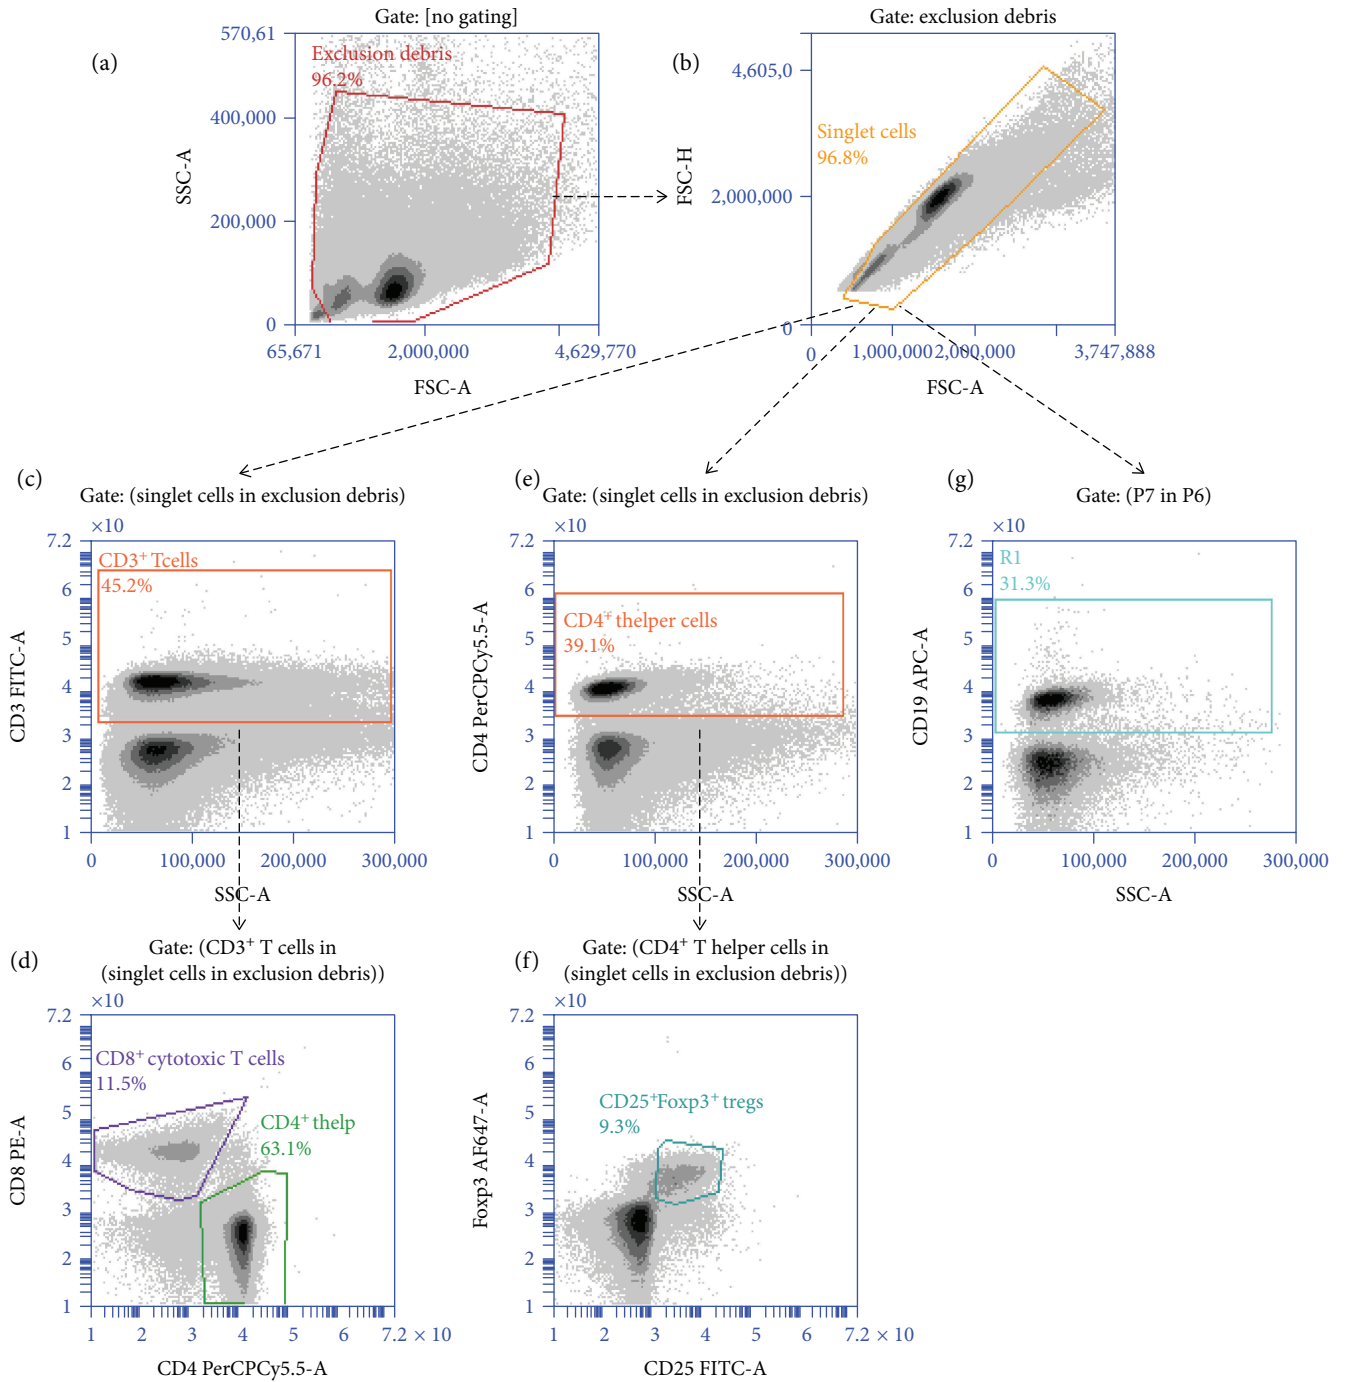 Gate: [no gating]
(a)
570,61
Exclusion debris
96.2%
400,000
200,000
0
SSC-A
65,671
2,000,000
4,629,770
FSC-A
Gate: exclusion debris
(b)
4,605,0
Singlet cells
96.8%
2,000,000
0
FSC-H
0
1,000,000
2,000,000
3,747,888
FSC-A
(c)
Gate: (singlet cells in exclusion debris)
×10
7.2
CD3+ Tcells
45.2%
6
5
4
3
2
1
CD3 FITC-A
0
100,000
200,000
300,000
SSC-A
(e)
Gate: (singlet cells in exclusion debris)
×10
7.2
6
CD4+ thelper cells
39.1%
5
4
3
2
1
CD4 PerCPCy5.5-A
0
100,000
200,000
300,000
SSC-A
(g)
Gate: (P7 in P6)
×10
7.2
R1
31.3%
6
5
4
3
2
1
CD19 APC-A
0
100,000
200,000
300,000
SSC-A
(d)
Gate: (CD3+ T cells in
(singlet cells in exclusion debris))
×10
7.2
6
CD8+ cytotoxic T cells
11.5%
5
CD4+ thelp
63.1%
4
3
2
1
CD8 PE-A
1
2
3
4
5
6
7.2 × 10
CD4 PerCPCy5.5-A
(f)
Gate: (CD4+ T helper cells in
(singlet cells in exclusion debris))
×10
7.2
6
CD25+Foxp3+ tregs
9.3%
5
4
3
2
1
Foxp3 AF647-A
1
2
3
4
5
6
7.2 × 10
CD25 FITC-A